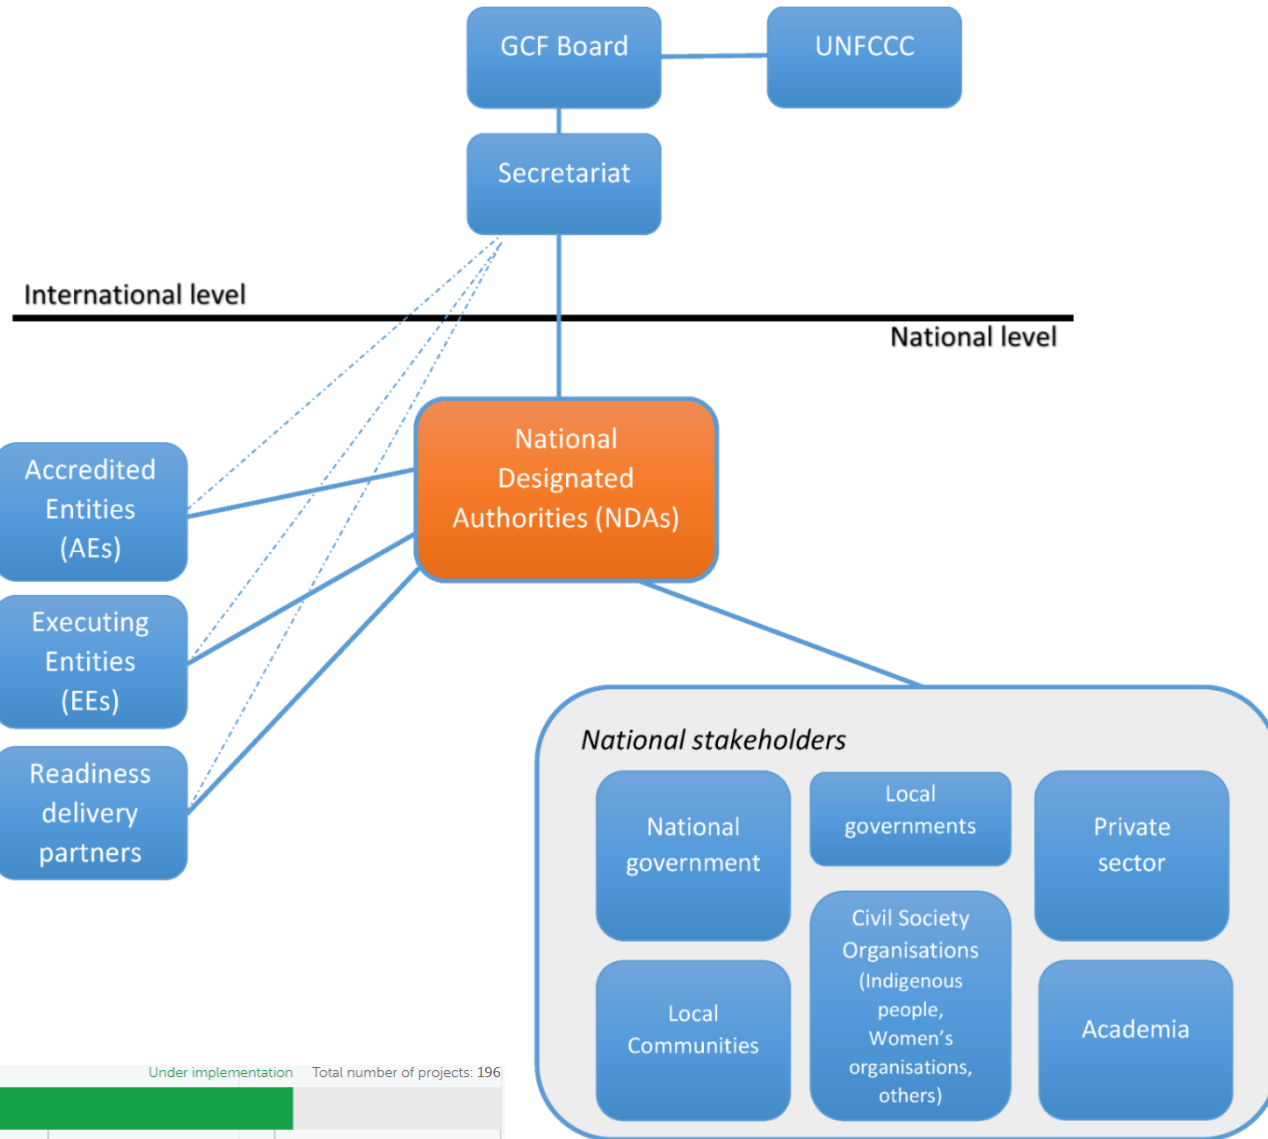 GCF Board
UNFCCC
Secretariat
International level
National level
National
Designated
Authorities (NDAs)
Accredited
Entities
(AEs)
Executing
Entities
(EEs)
Readiness
delivery
partners
National stakeholders
National
government
Local
governments
Private
sector
Local
Communities
Civil Society
Organisations
(Indigenous
people,
Women's
organisations,
others)
Academia
Under implementation
Total number of projects: 196